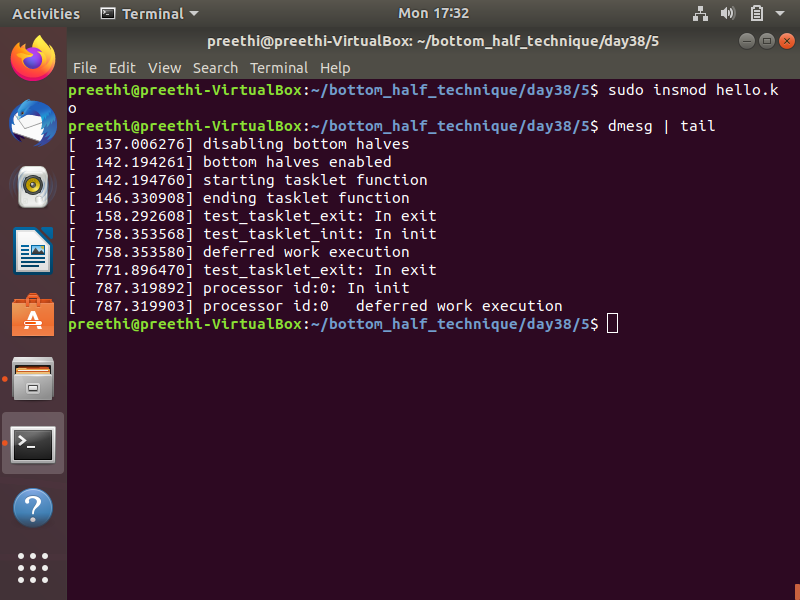 Activities Terminal Mon 17:32
preethi@preethi-VirtualBox: ~/bottom_half_technique/day38/5
File Edit View Search Terminal Help
preethi@preethi-VirtualBox:~/bottom_half_technique/day38/5$ sudo insmod hello.k
o
preethi@preethi-VirtualBox:~/bottom_half_technique/day38/5$ dmesg | tail
[  137.006276] disabling bottom halves
[  142.194261] bottom halves enabled
[  142.194760] starting tasklet function
[  146.330908] ending tasklet function
[  158.292608] test_tasklet_exit: In exit
[  758.353568] test_tasklet_init: In init
[  758.353580] deferred work execution
[  771.896470] test_tasklet_exit: In exit
[  787.319892] processor id:0: In init
[  787.319903] processor id:0   deferred work execution
preethi@preethi-VirtualBox:~/bottom_half_technique/day38/5$